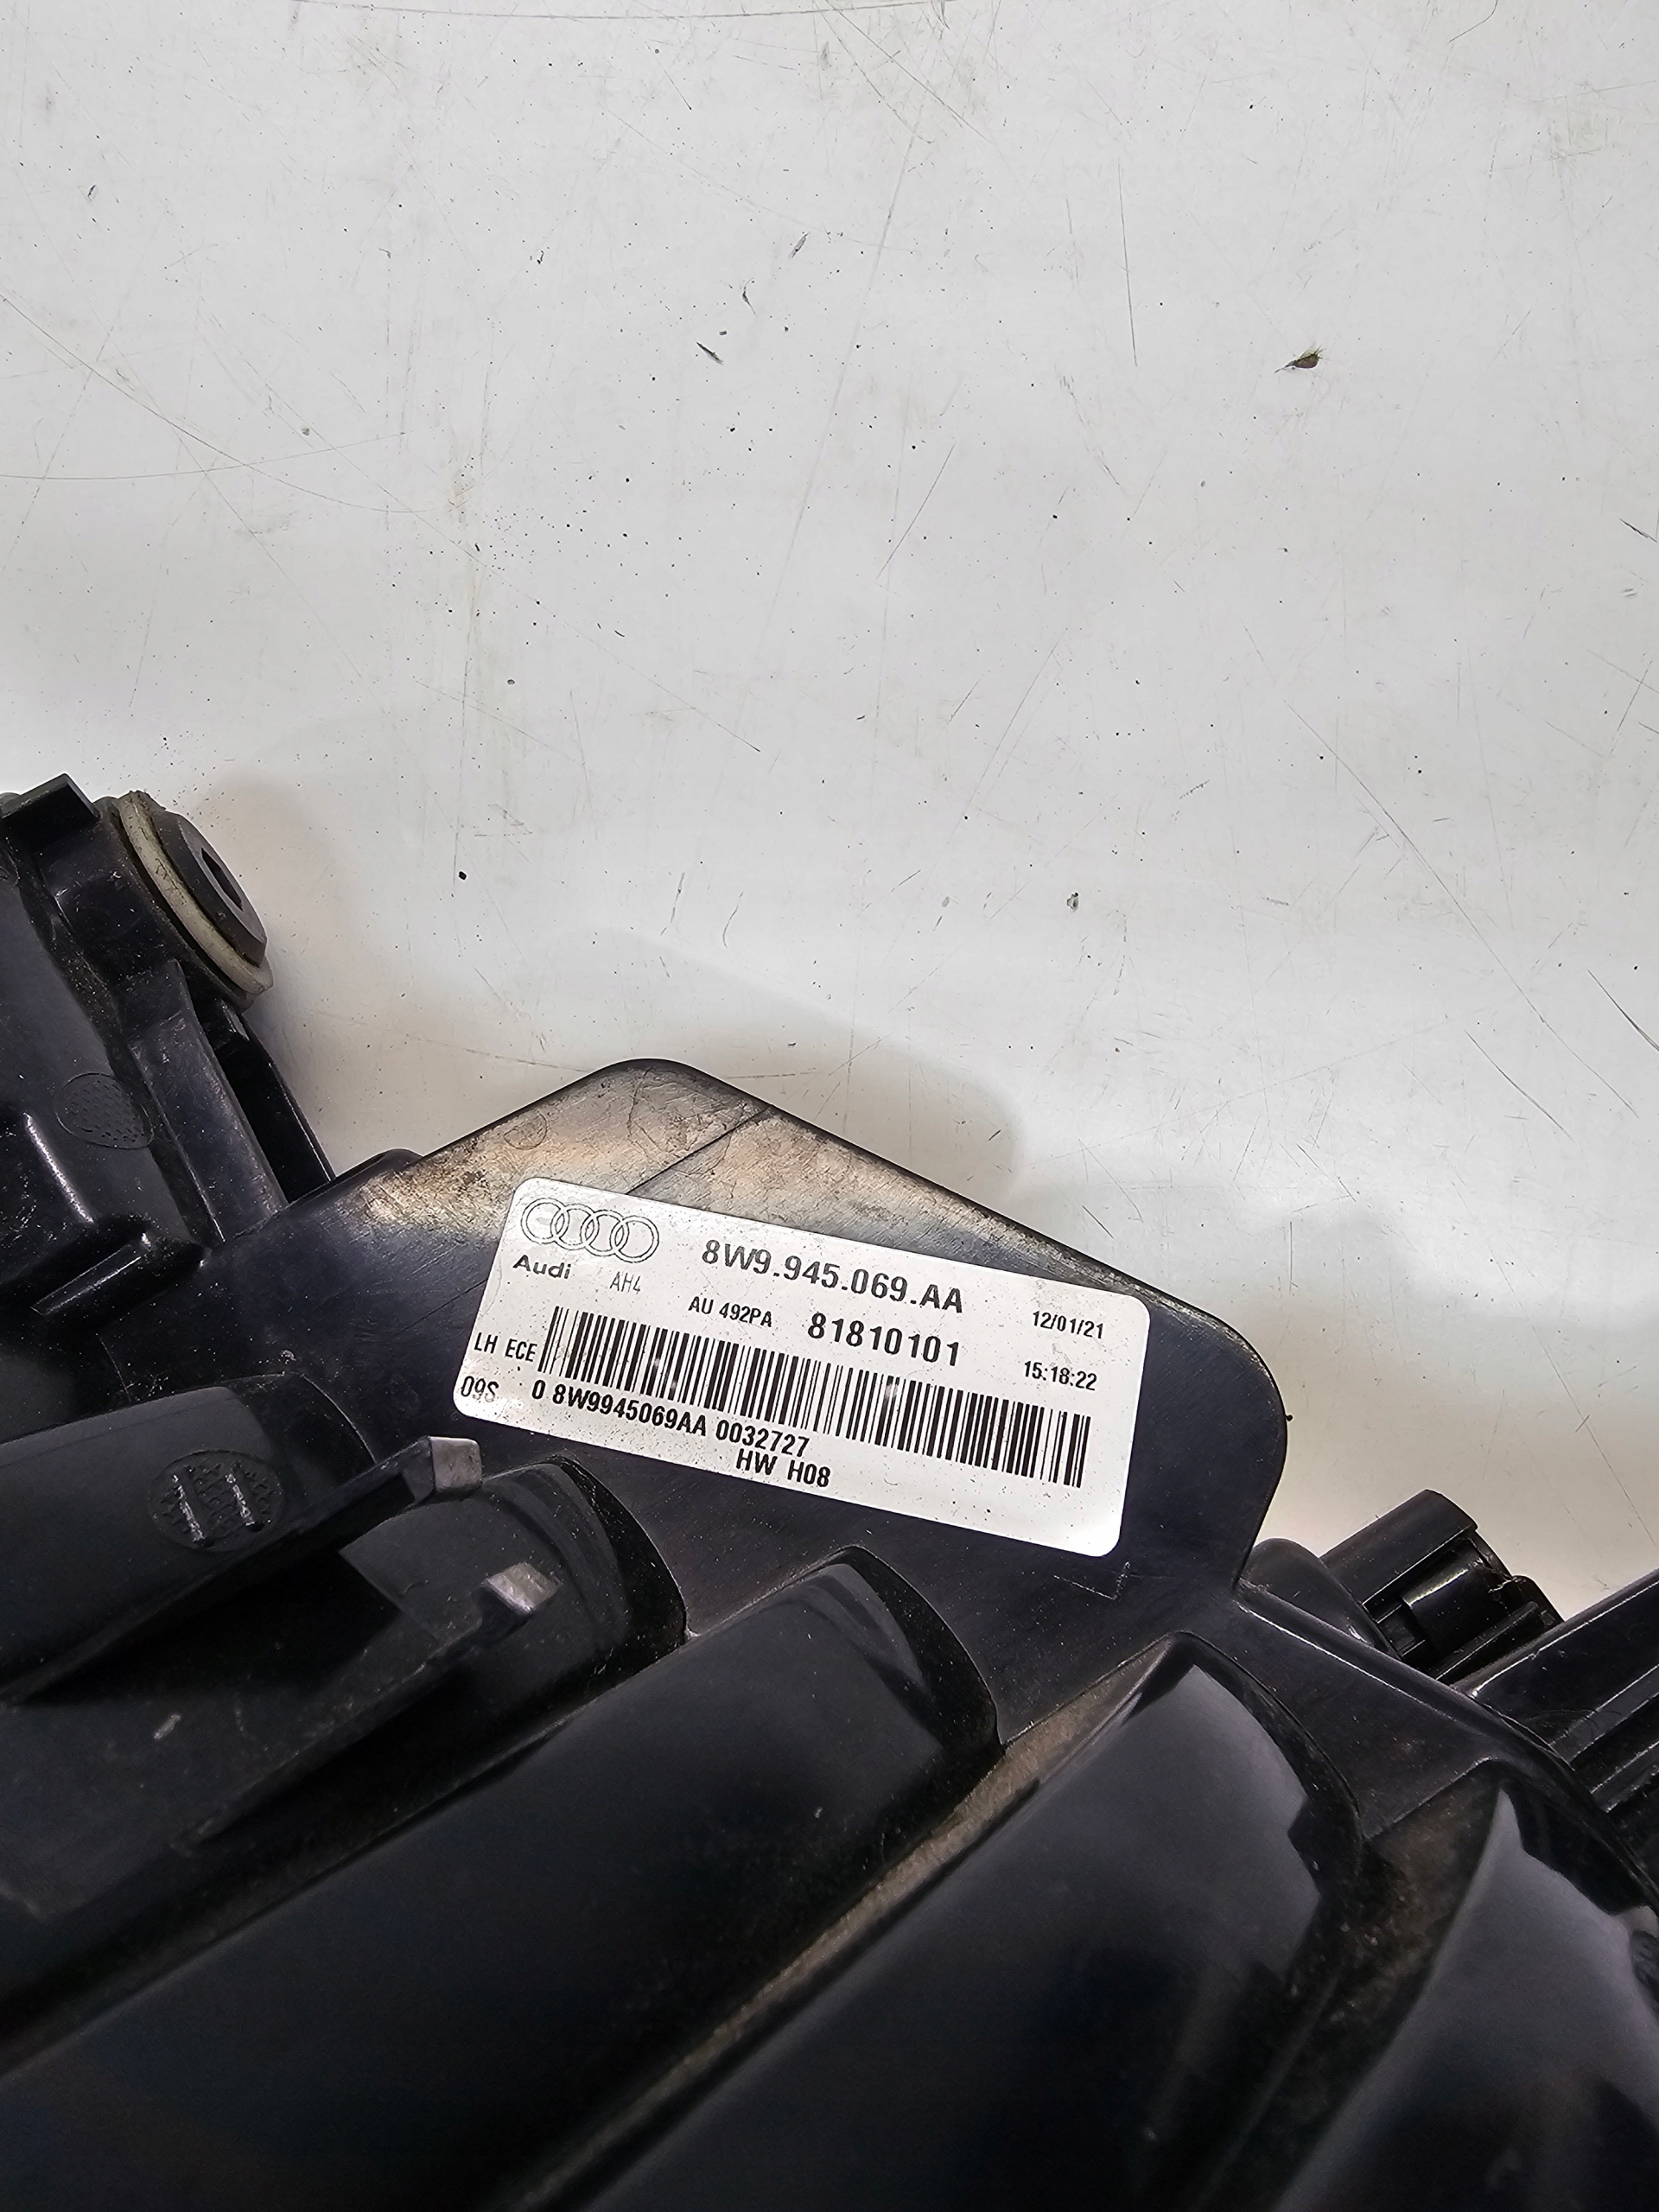 8W9.945.069.AA
Audi AH4
AU 492PA 81810101 12/01/21
LH ECE 15:18:22
09S 0 8W9945069AA 0032727
HW H08